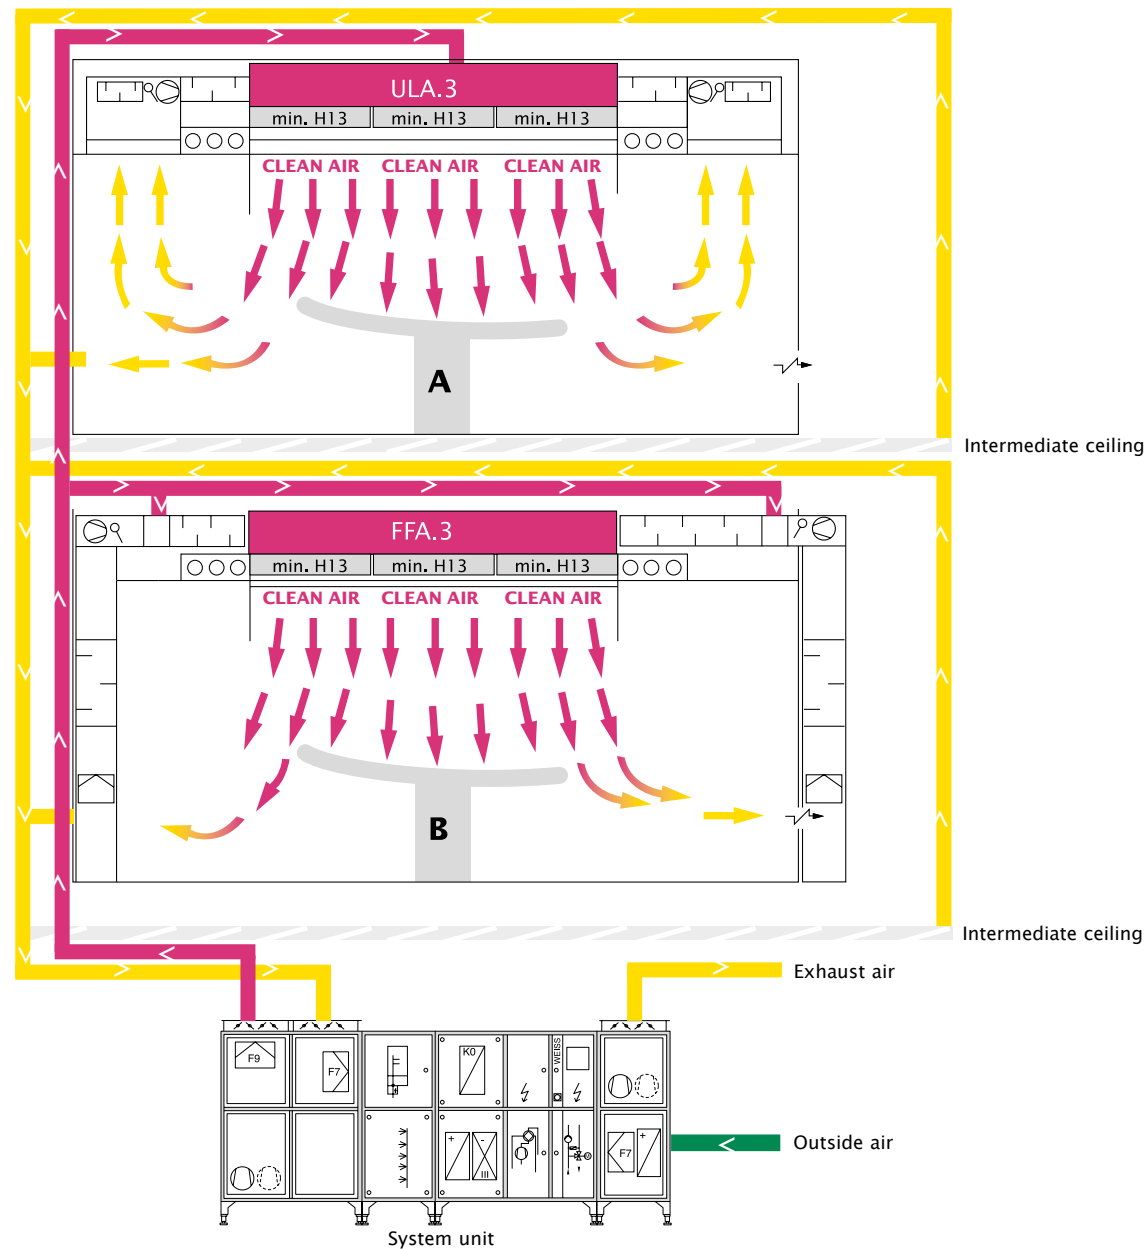 ULA.3
min. H13 min. H13 min. H13
CLEAN AIR CLEAN AIR CLEAN AIR
A
Intermediate ceiling
FFA.3
min. H13 min. H13 min. H13
CLEAN AIR CLEAN AIR CLEAN AIR
B
Intermediate ceiling
Exhaust air
F9 F7 K0 WEISS
Outside air
+ - III + F7
System unit